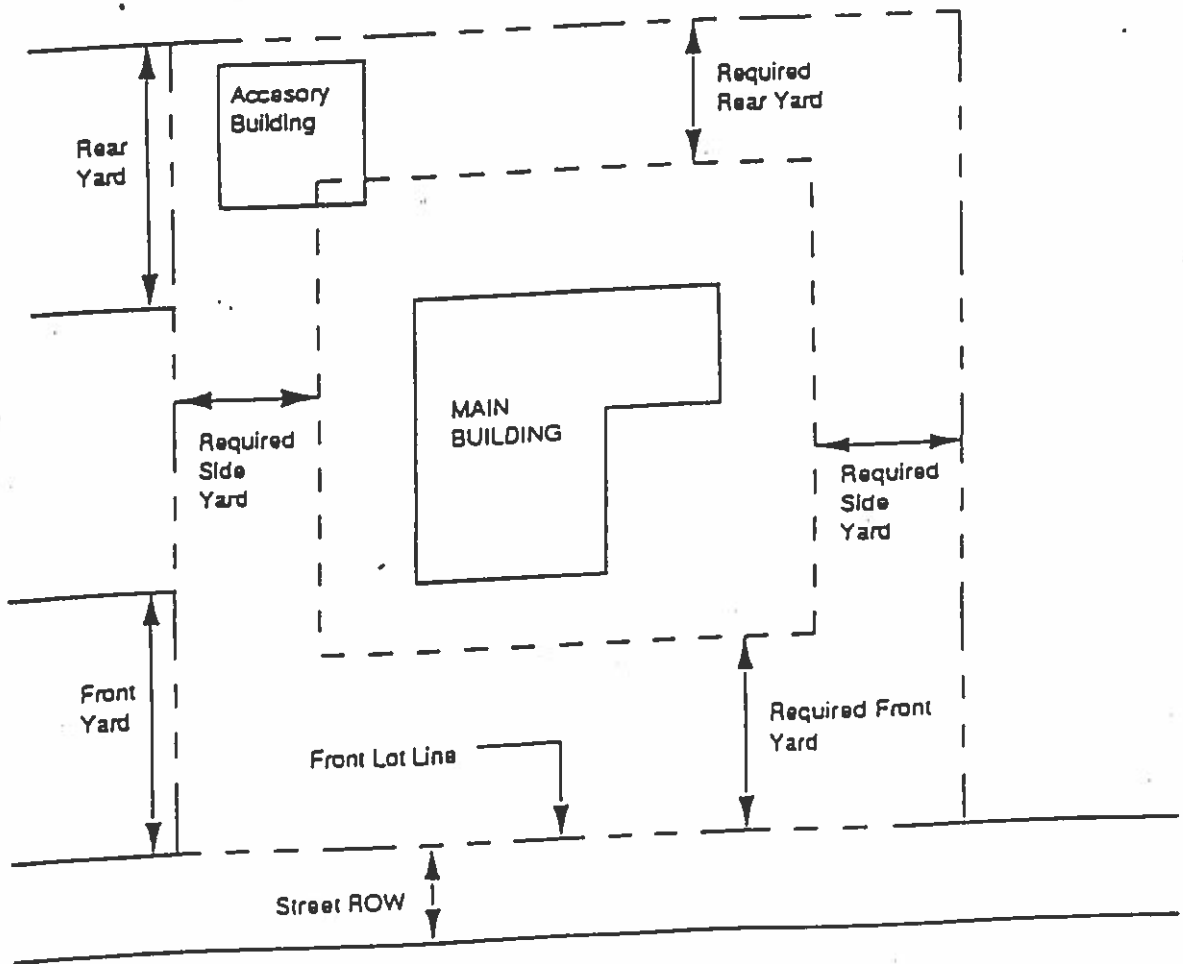 Accesory
Building
Required
Rear Yard
Rear
Yard
MAIN
BUILDING
Required
Side
Yard
Required
Side
Yard
Front
Yard
Required Front
Yard
Front Lot Line
Street ROW